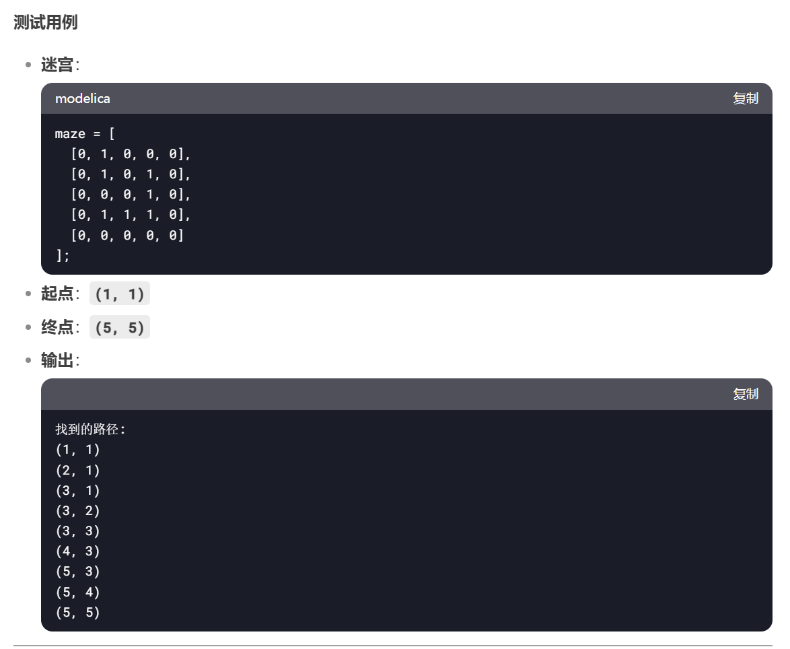 测试用例
迷宫：
modelica 复制
maze = [
[0, 1, 0, 0, 0],
[0, 1, 0, 1, 0],
[0, 0, 0, 1, 0],
[0, 1, 1, 1, 0],
[0, 0, 0, 0, 0]
];
起点： (1, 1)
终点： (5, 5)
输出：
复制
找到的路径：
(1, 1)
(2, 1)
(3, 1)
(3, 2)
(3, 3)
(4, 3)
(5, 3)
(5, 4)
(5, 5)